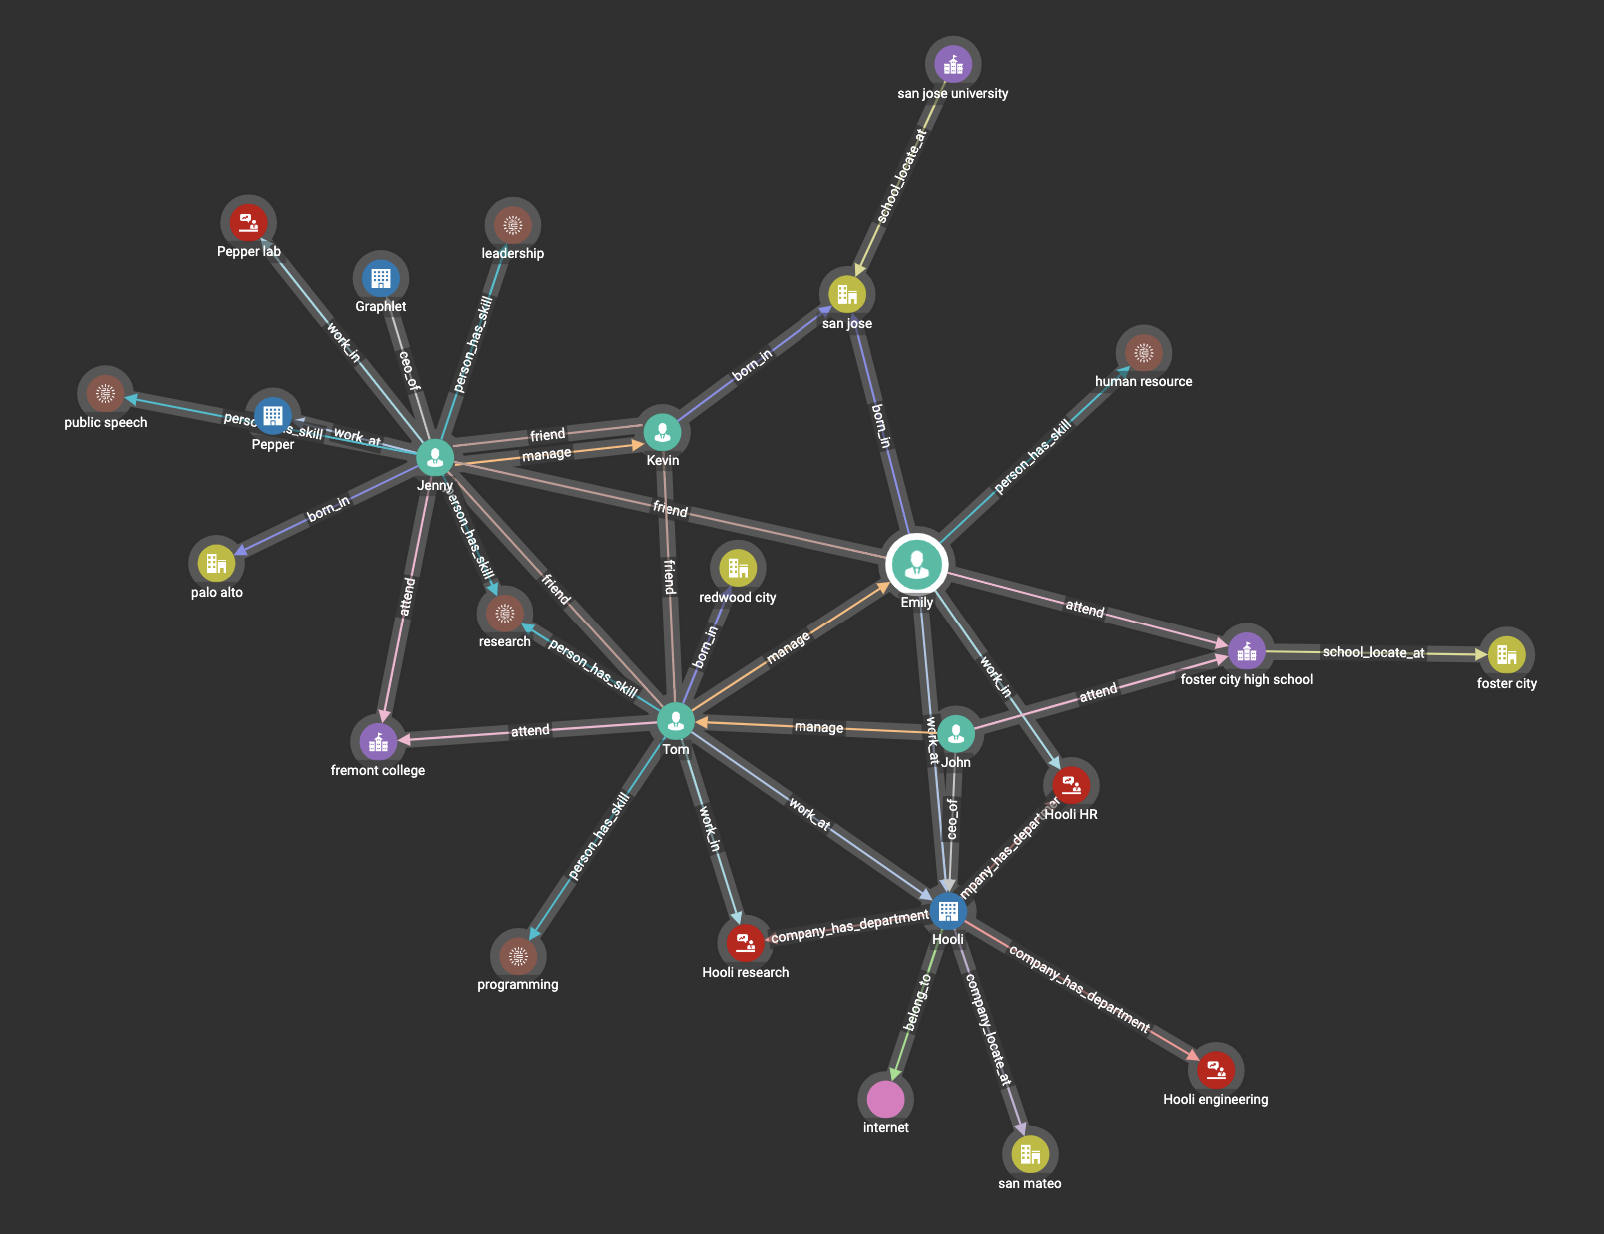 san jose university
school_locate_at
Pepper lab
leadership
Graphlet
san jose
work_in
ceo_of
person_has_skill
born_in
human resource
public speech
Pepper
work_at
friend
manage
Kevin
born_in
person_has_skill
Jenny
born_in
friend
palo alto
attend
friend
friend
redwood city
Emily
attend
research
person_has_skill
born_in
manage
work_in
school_locate_at
foster city high school
foster city
attend
attend
manage
work_at
fremont college
Tom
John
person_has_skill
work_in
work_at
ceo_of
Hooli HR
company_has_department
Hooli
programming
Hooli research
belong_to
company_locate_at
company_has_department
internet
Hooli engineering
san mateo